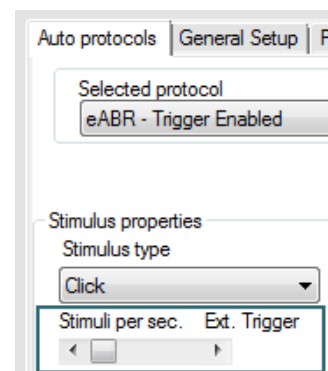 Auto protocols General Setup
Selected protocol
eABR - Trigger Enabled
Stimulus properties
Stimulus type
Click
Stimuli per sec. Ext. Trigger